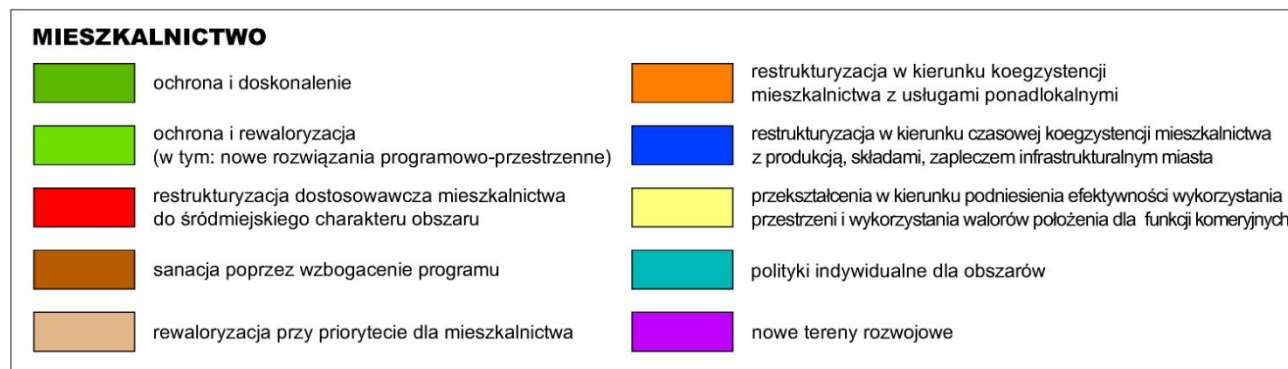 MIESZKALNICTWO
ochrona i doskonalenie
ochrona i rewaloryzacja
(w tym: nowe rozwiązania programowo-przestrzenne)
restrukturyzacja dostosowawcza mieszkalnictwa
do śródmiejskiego charakteru obszaru
sanacja poprzez wzbogacenie programu
rewaloryzacja przy priorytecie dla mieszkalnictwa
restrukturyzacja w kierunku koegzystencji
mieszkalnictwa z usługami ponadlokalnymi
restrukturyzacja w kierunku czasowej koegzystencji mieszkalnictwa
z produkcją, składami, zapleczem infrastrukturalnym miasta
przekształcenia w kierunku podniesienia efektywności wykorzystania
przestrzeni i wykorzystania walorów położenia dla funkcji komeryjnych
polityki indywidualne dla obszarów
nowe tereny rozwojowe